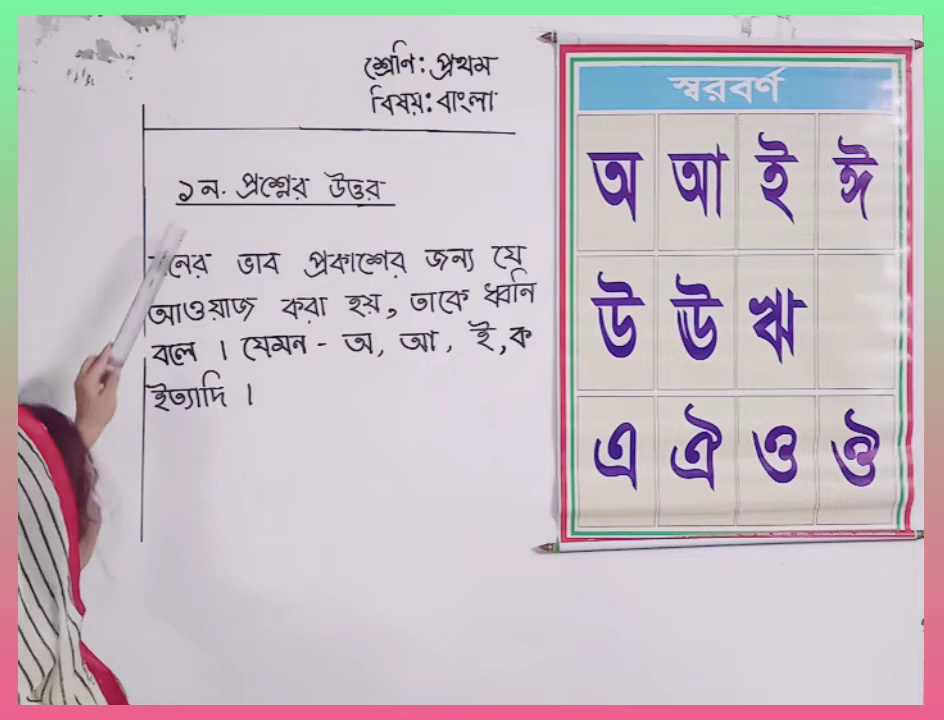 শ্রেণি: প্রথম
বিষয়: বাংলা
১ন. প্রশ্নের উত্তর
ভাব প্রকাশের জন্য যে
আওয়াজ করা হয়, তাকে ধ্বনি
বলে । যেমন - অ, আ, ই, ক
ইত্যাদি ।
স্বরবর্ণ
অ আ ই ঈ
উ ঊ ঋ
এ ঐ ও ঔ